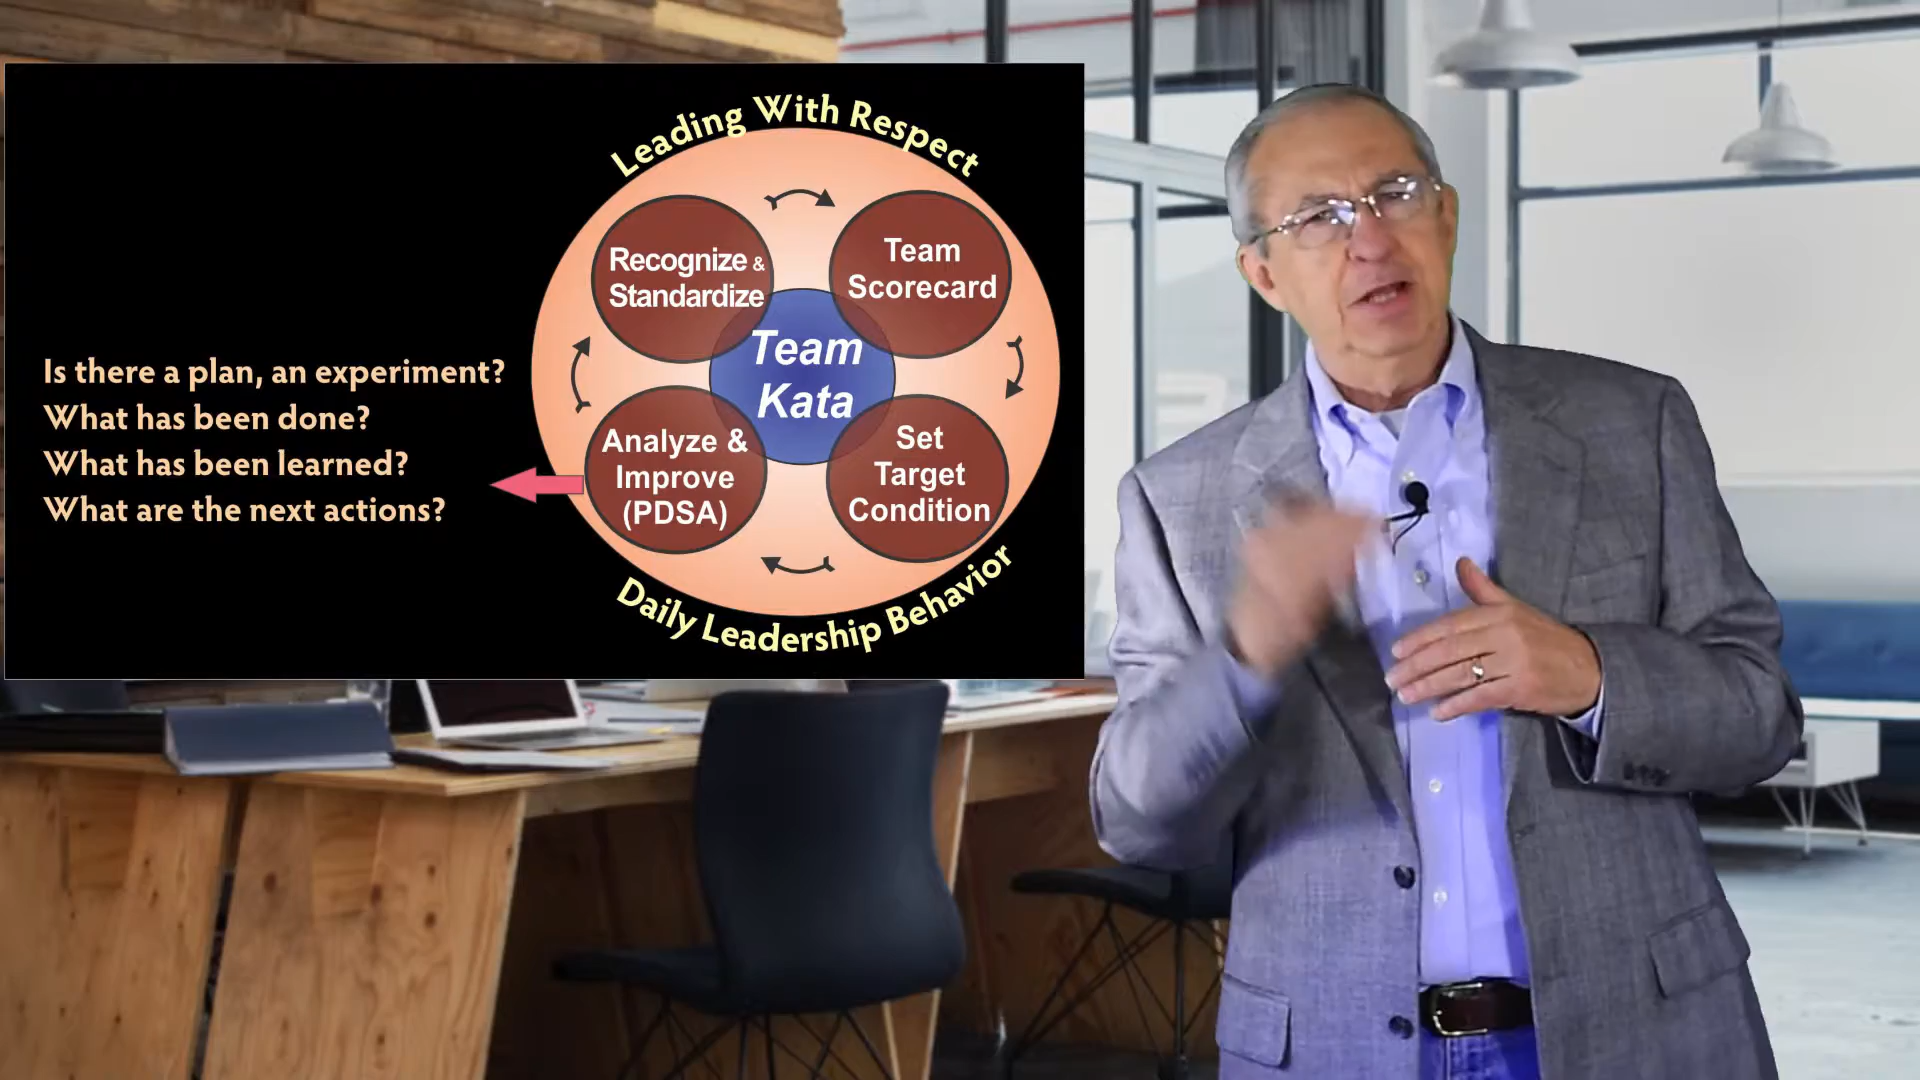 Leading With Respect
Recognize &
Standardize
Team
Scorecard
Team
Kata
Is there a plan, an experiment?
What has been done?
What has been learned?
What are the next actions?
Analyze &
Improve
(PDSA)
Set
Target
Condition
Daily Leadership Behavior